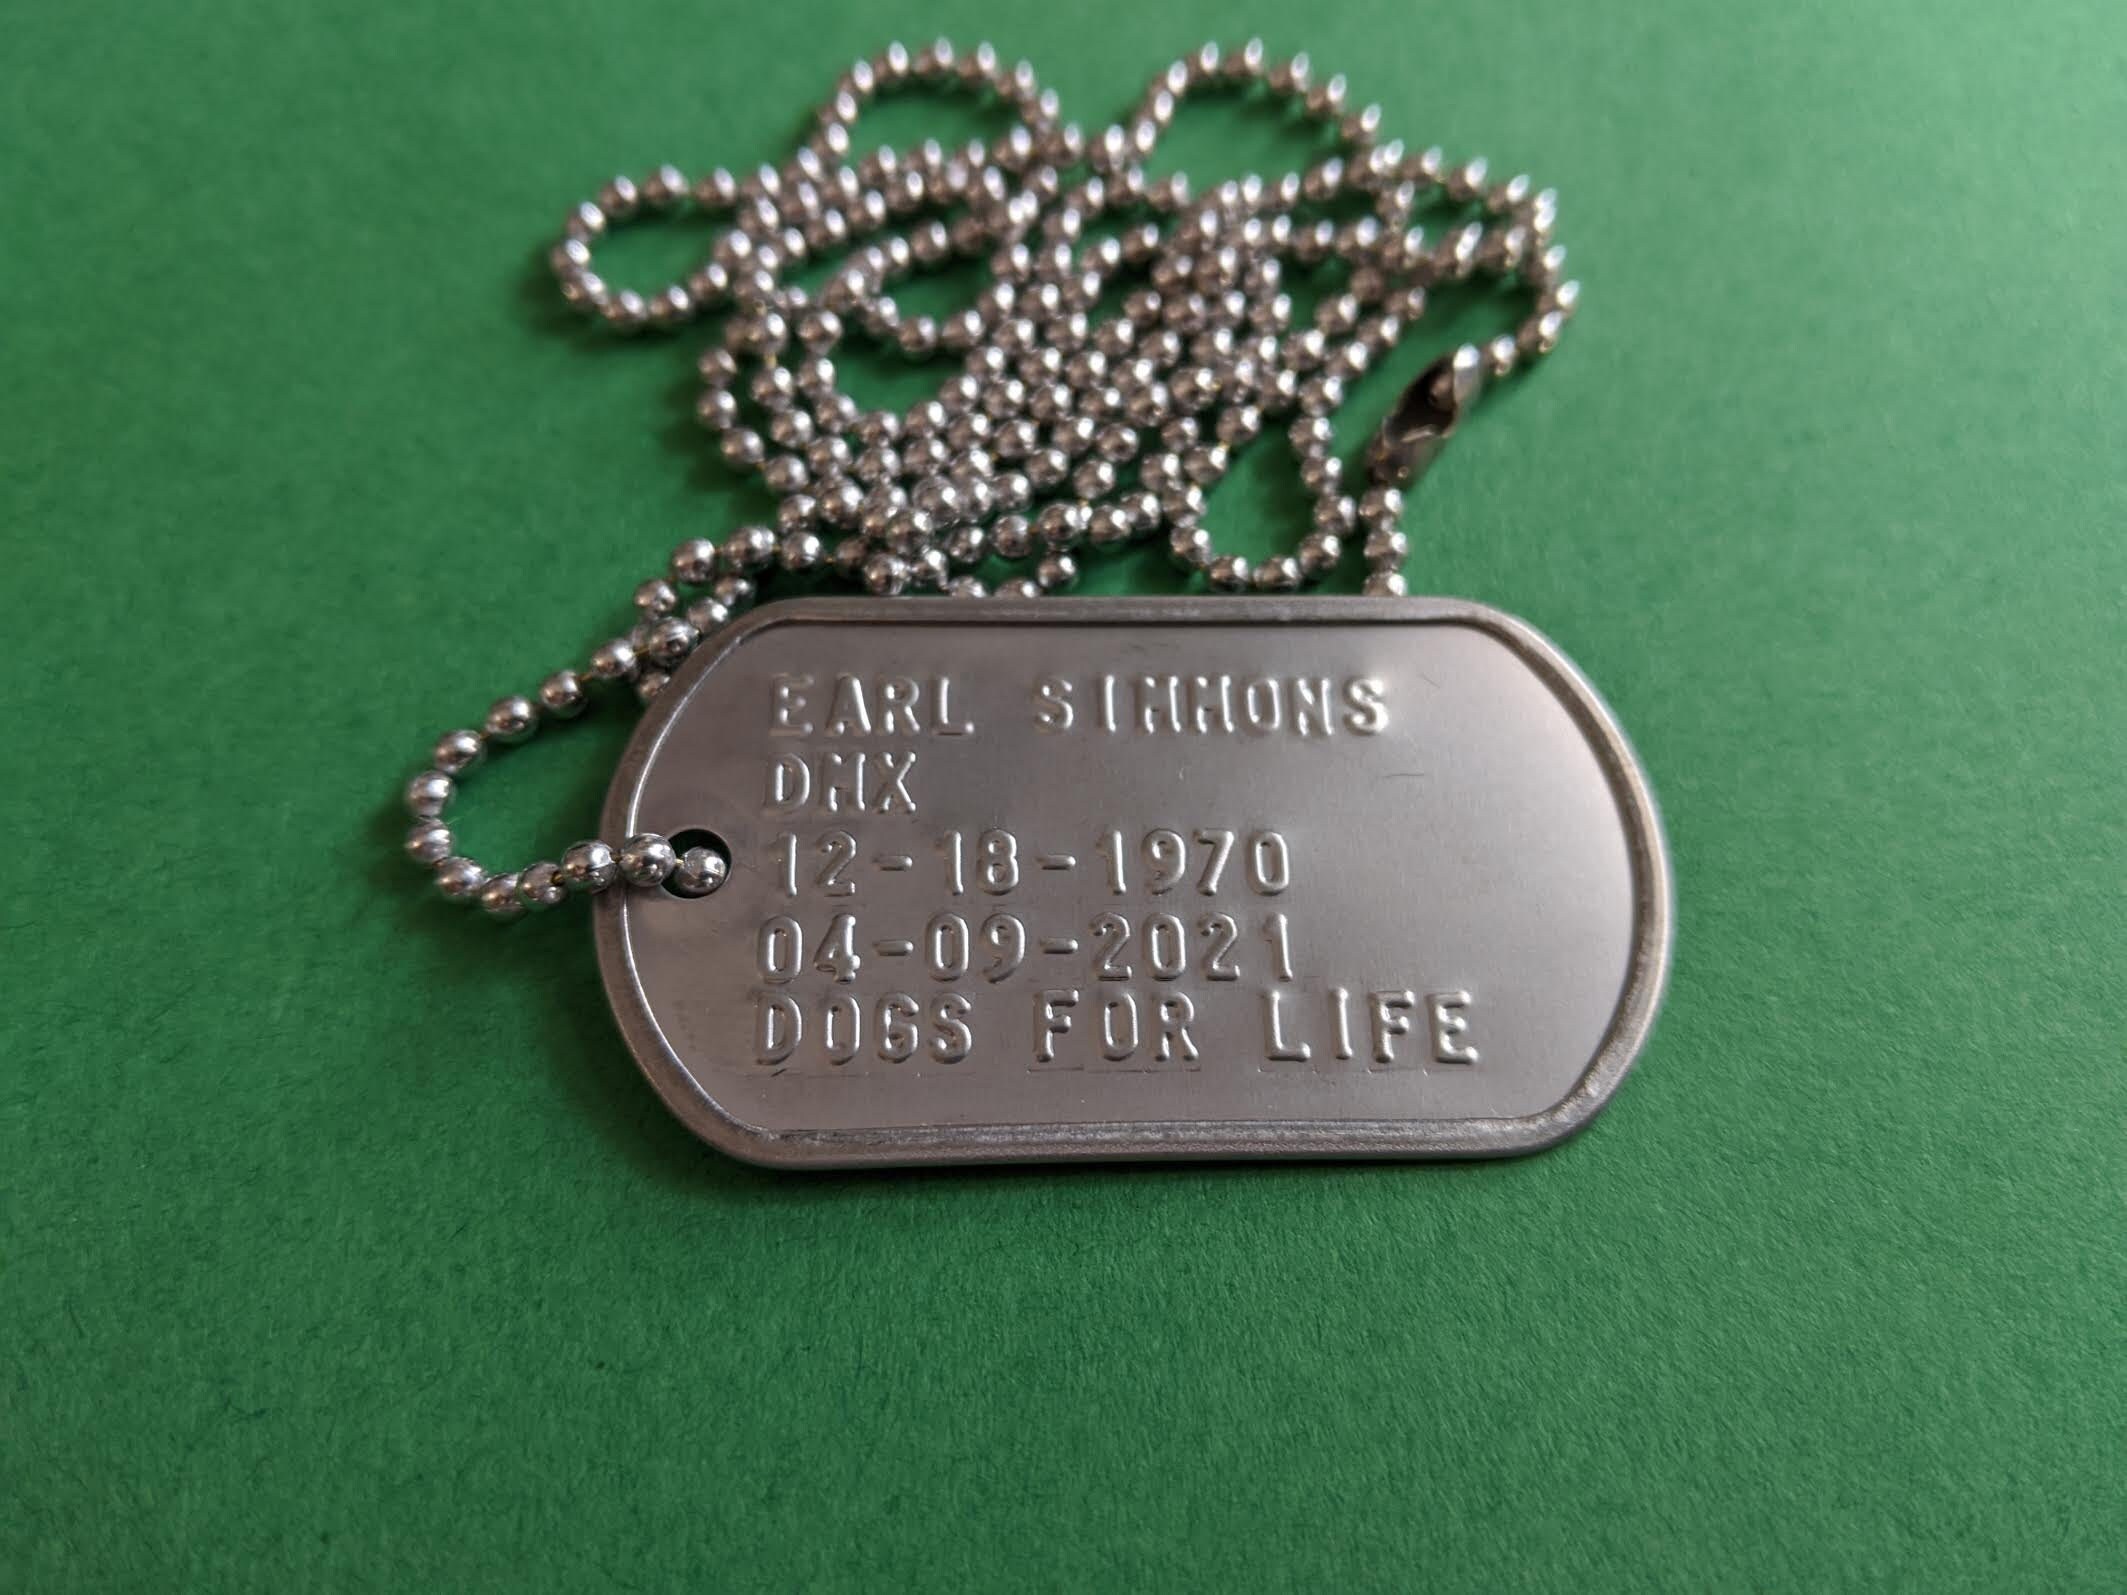 EARL SIMMONS
DMX
12-18-1970
04-09-2021
DOGS FOR LIFE